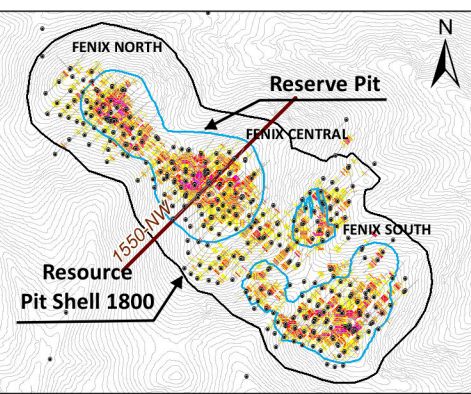 N
FENIX NORTH
Reserve Pit
FENIX CENTRAL
1550-NW
FENIX SOUTH
Resource
Pit Shell 1800